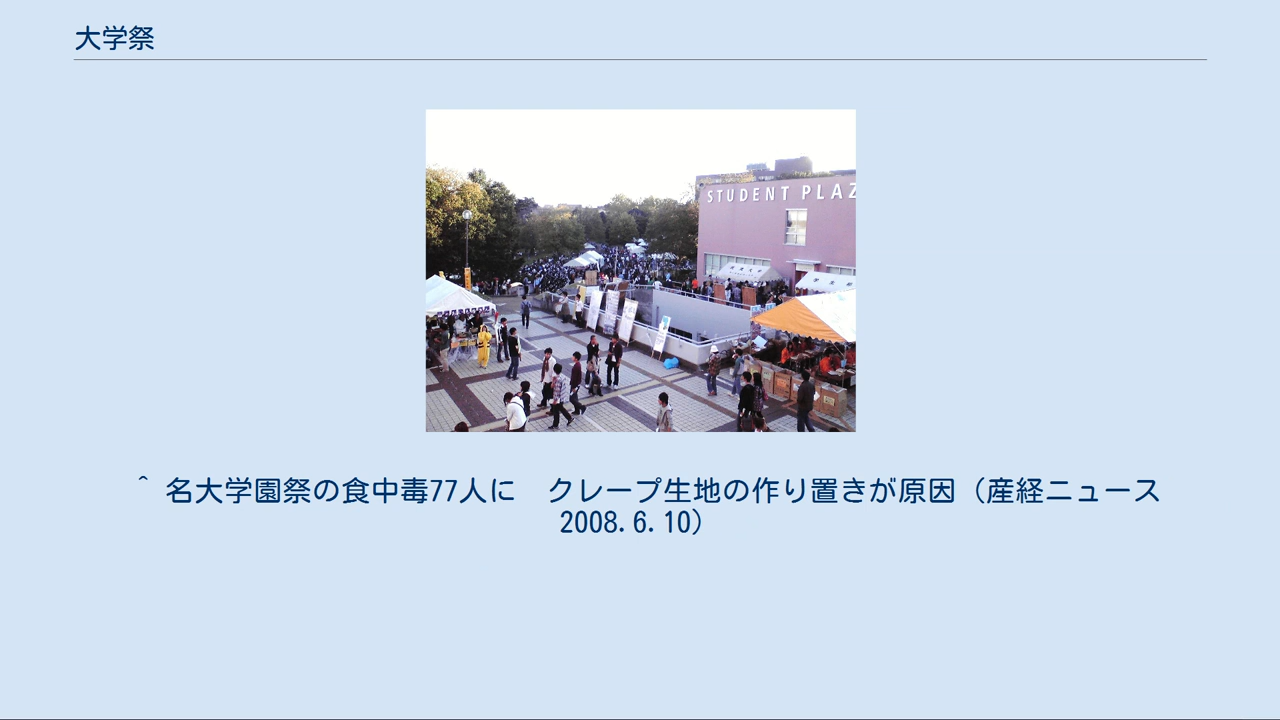 大学祭
STUDENT PLAZ
^ 名大学園祭の食中毒77人に　クレープ生地の作り置きが原因（産経ニュース
2008.6.10）